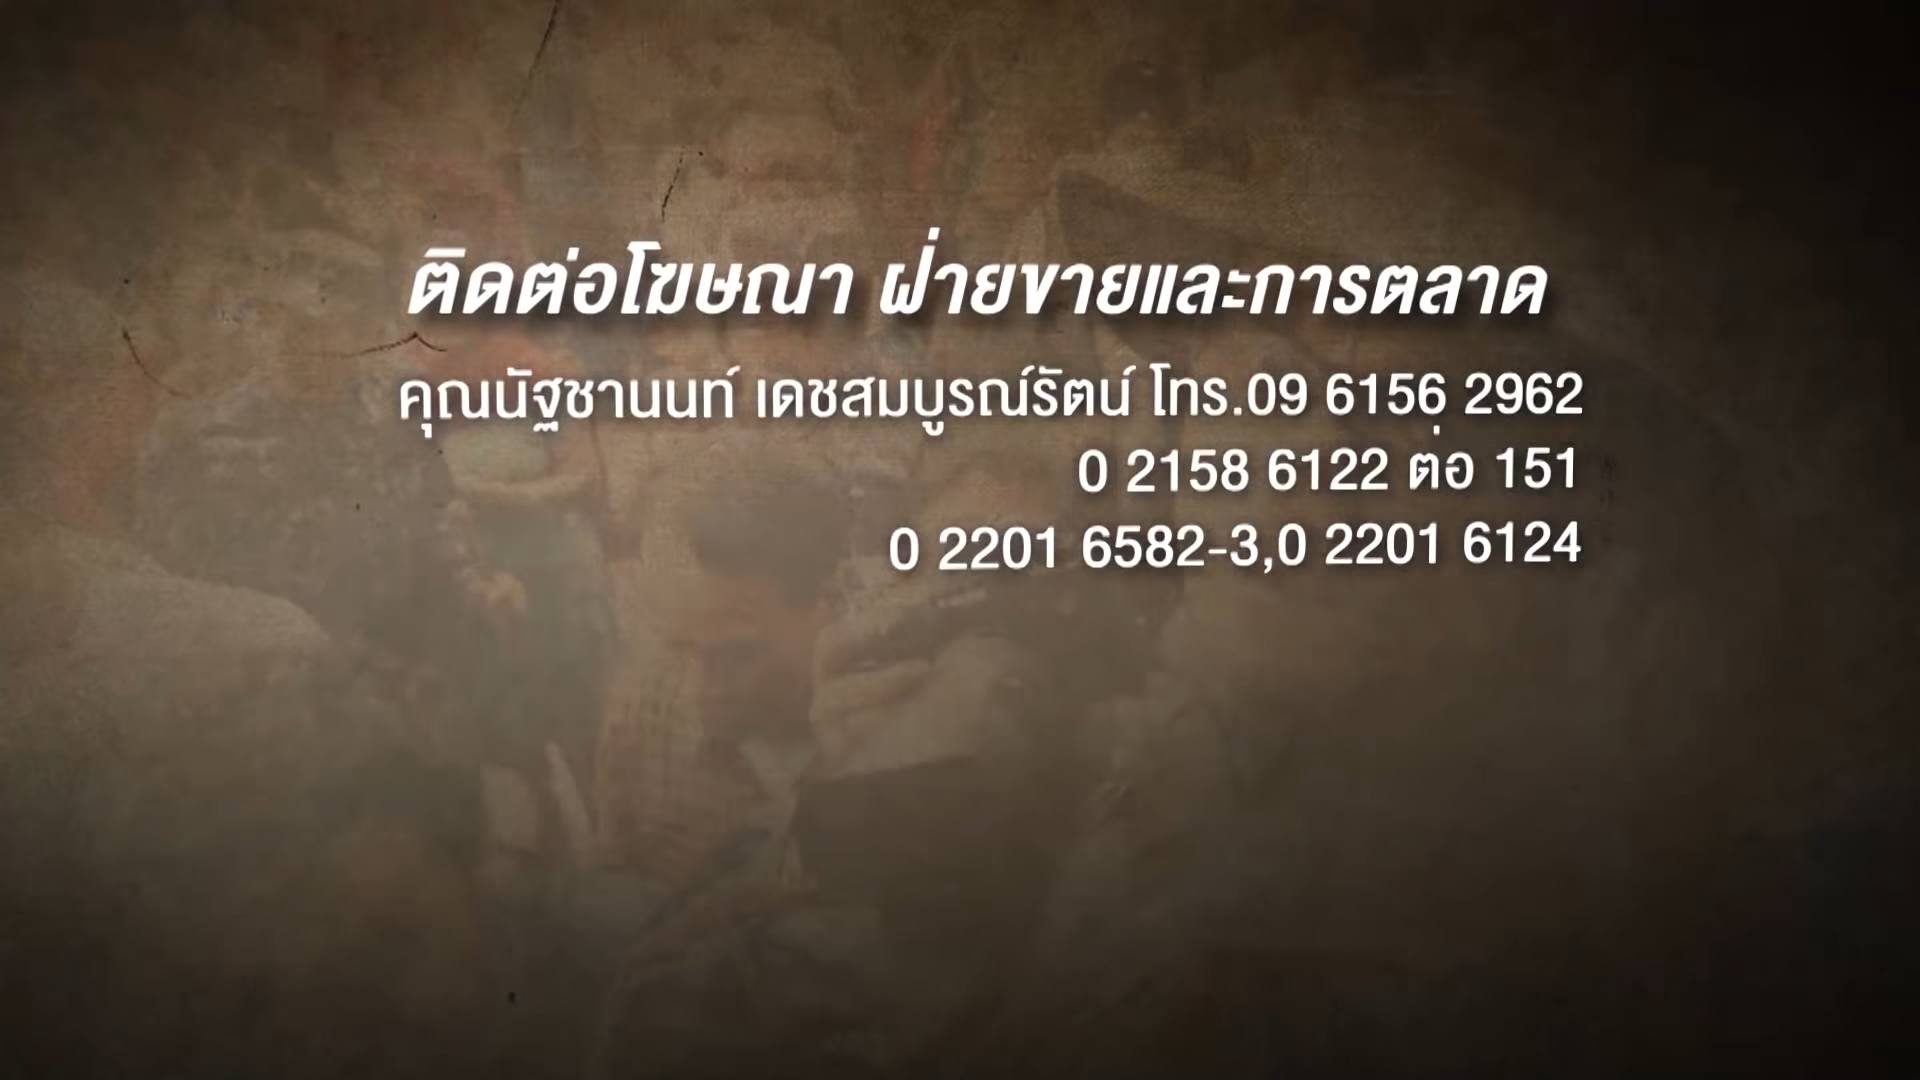 ติดต่อโฆษณา ฝ่ายขายและการตลาด
คุณนัฐชานนท์ เดชสมบูรณ์รัตน์ โทร.09 6156 2962
0 2158 6122 ต่อ 151
0 2201 6582-3,0 2201 6124